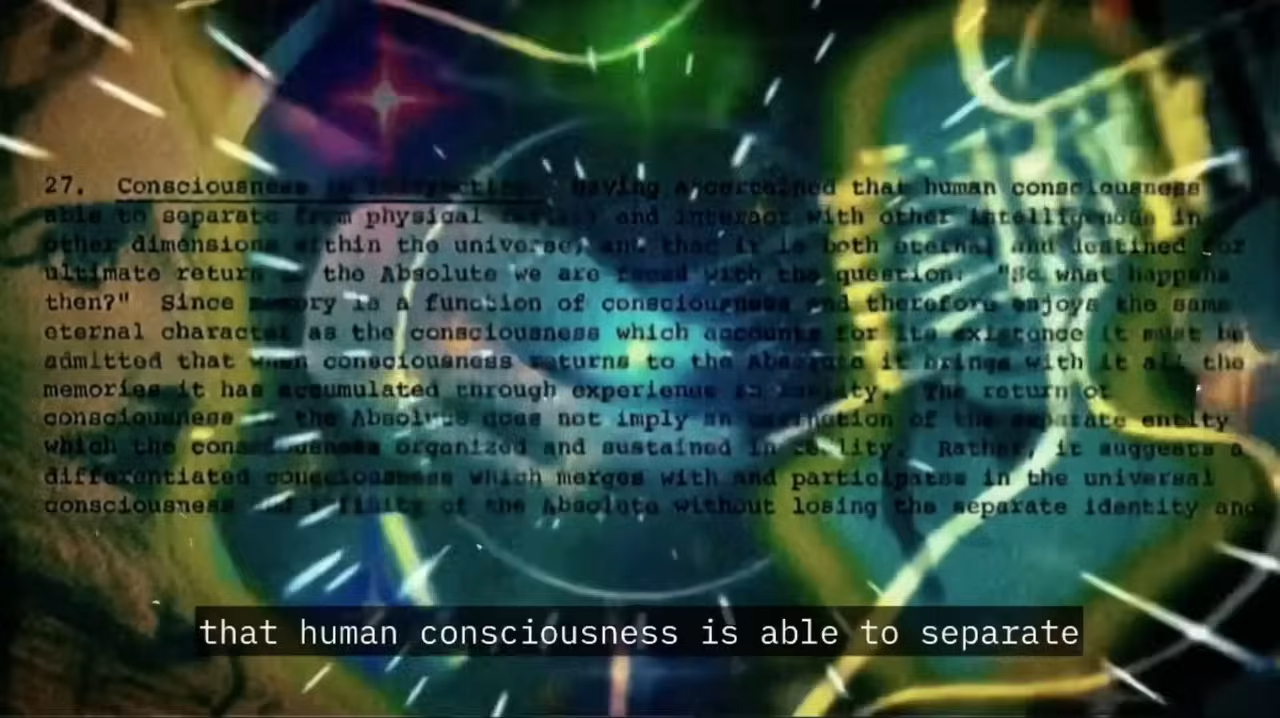 27. Consciousness in Perspective. Having ascertained that human consciousness
able to separate from physical reality and interact with other intelligences in
other dimensions within the universe, and that it is both eternal and destined for
ultimate return the Absolute we are faced with the question: "So what happens
then?" Since memory is a function of consciousness and therefore enjoys the same
eternal character as the consciousness which accounts for its existance it must be
admitted that when consciousness returns to the Absolute it brings with it all the
memories it has accumulated through experience in ity. The return of
consciousness the Absolute does not imply an of the separate entity
which the consciousness organized and sustained in reality. Rather, it suggests a
differentiated consciousness which merges with and participates in the universal
consciousness and infinity of the Absolute without losing the separate identity and
that human consciousness is able to separate